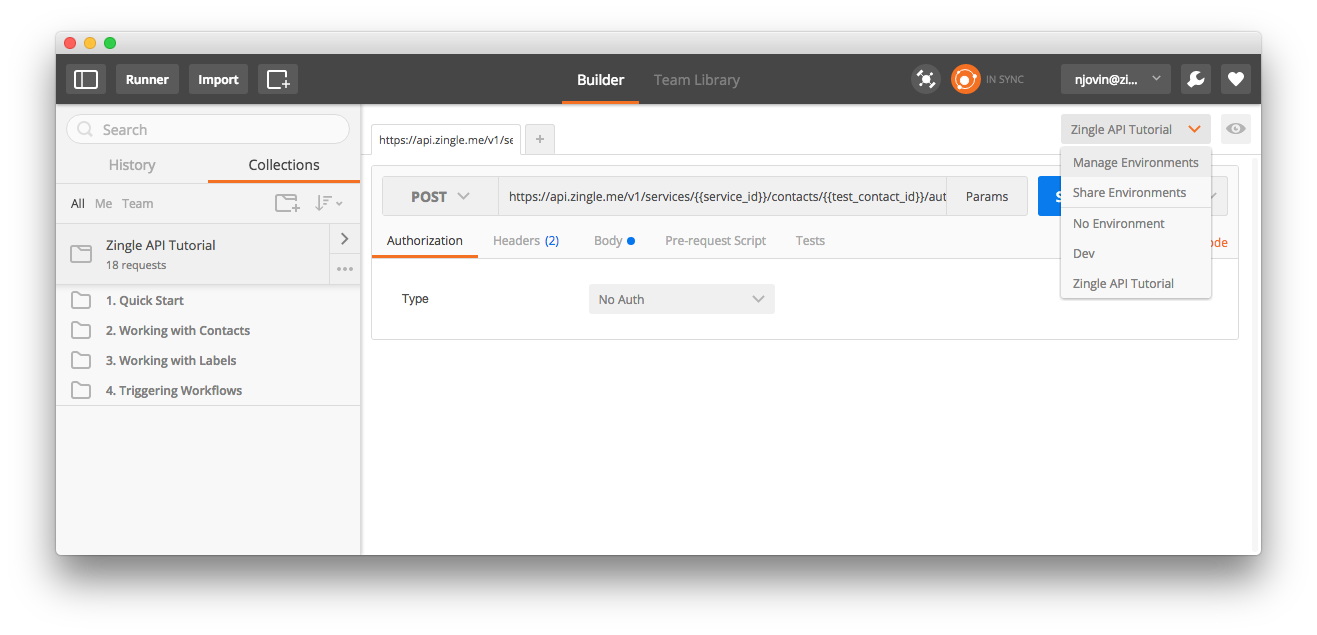 Runner
Import
Builder
Team Library
IN SYNC
njovin@zi...
Search
History
Collections
All Me Team
Zingle API Tutorial
18 requests
1. Quick Start
2. Working with Contacts
3. Working with Labels
4. Triggering Workflows
https://api.zingle.me/v1/se
+
Zingle API Tutorial
Manage Environments
Share Environments
No Environment
Dev
Zingle API Tutorial
POST
https://api.zingle.me/v1/services/{{service_id}}/contacts/{{test_contact_id}}/aut
Params
S
Authorization
Headers (2)
Body
Pre-request Script
Tests
ode
Type
No Auth